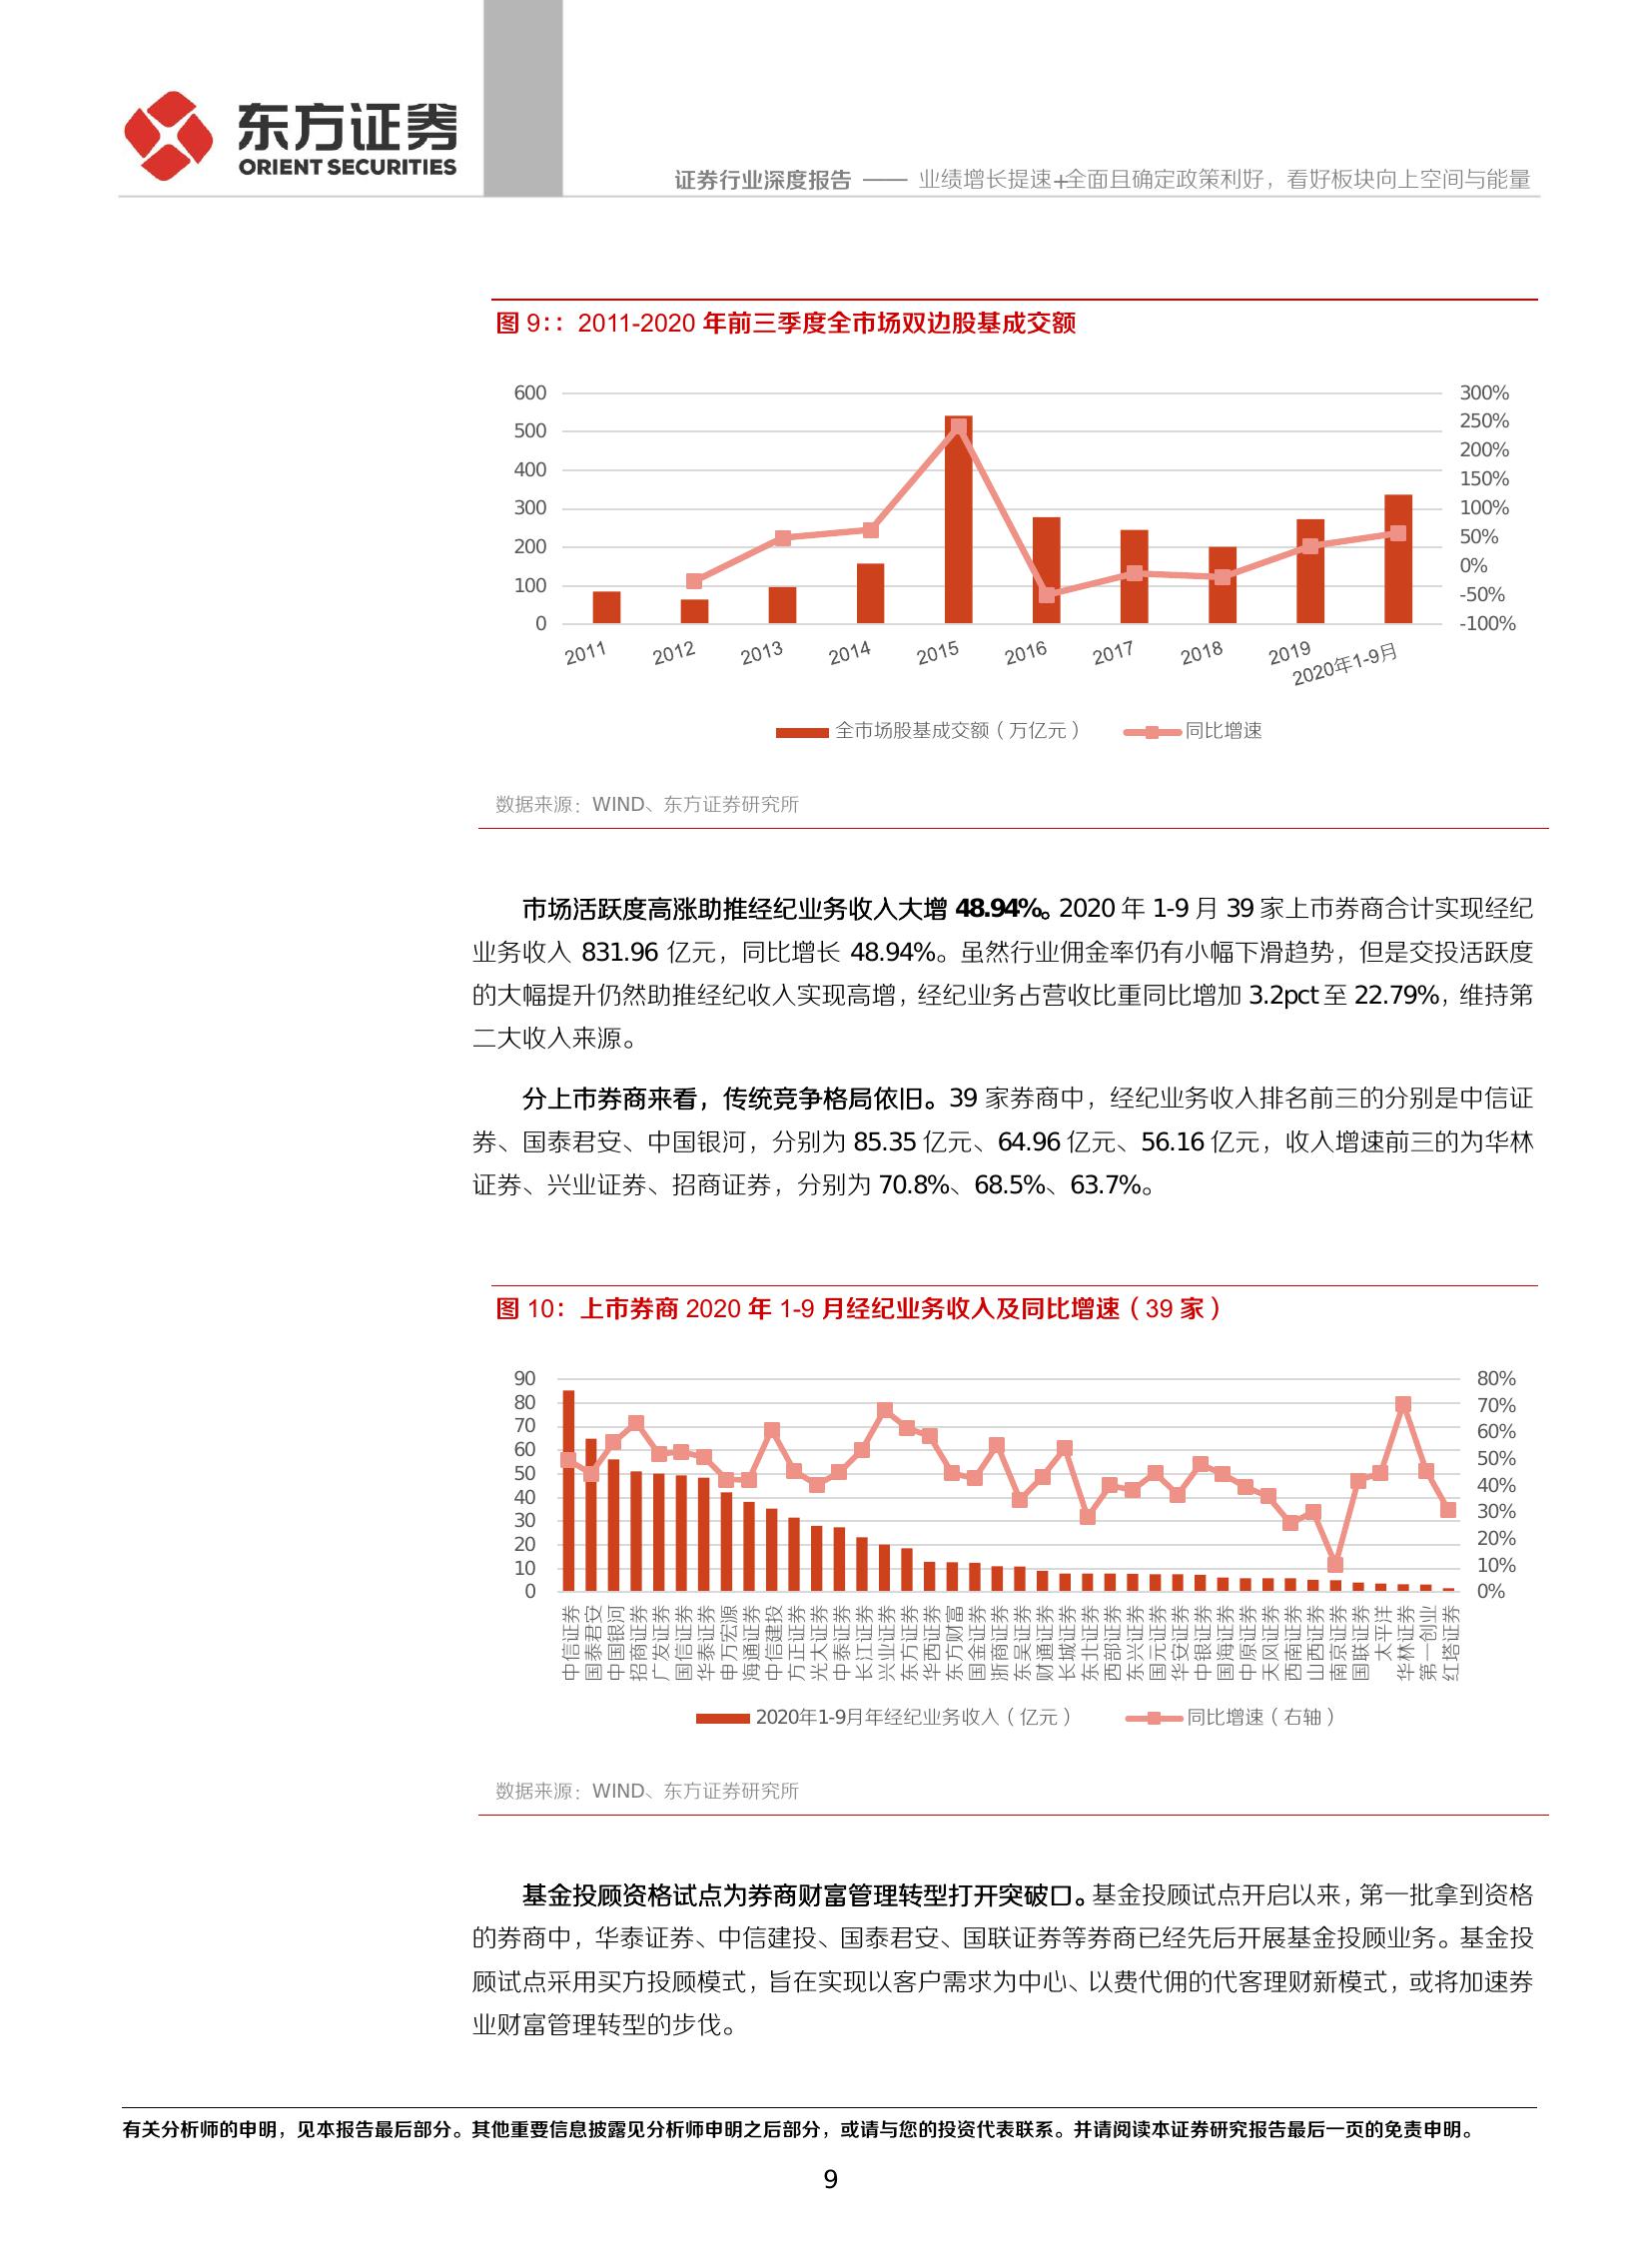 东方证券
ORIENT SECURITIES
证券行业深度报告 —— 业绩增长提速+全面且确定政策利好，看好板块向上空间与能量
图 9：：2011-2020 年前三季度全市场双边股基成交额
600
500
400
300
200
100
0
300%
250%
200%
150%
100%
50%
0%
-50%
-100%
2011
2012
2013
2014
2015
2016
2017
2018
2019
2020年1-9月
全市场股基成交额（万亿元）
同比增速
数据来源：WIND、东方证券研究所
市场活跃度高涨助推经纪业务收入大增 48.94%。2020 年 1-9 月 39 家上市券商合计实现经纪
业务收入 831.96 亿元，同比增长 48.94%。虽然行业佣金率仍有小幅下滑趋势，但是交投活跃度
的大幅提升仍然助推经纪收入实现高增，经纪业务占营收比重同比增加 3.2pct 至 22.79%，维持第
二大收入来源。
分上市券商来看，传统竞争格局依旧。39 家券商中，经纪业务收入排名前三的分别是中信证
券、国泰君安、中国银河，分别为 85.35 亿元、64.96 亿元、56.16 亿元，收入增速前三的为华林
证券、兴业证券、招商证券，分别为 70.8%、68.5%、63.7%。
图 10：上市券商 2020 年 1-9 月经纪业务收入及同比增速（39 家）
90
80
70
60
50
40
30
20
10
0
80%
70%
60%
50%
40%
30%
20%
10%
0%
中信证券
国泰君安
中国银河
招商证券
广发证券
国信证券
华泰证券
申万宏源
海通证券
中信建投
方正证券
光大证券
中泰证券
长江证券
兴业证券
东方证券
华西证券
东方财富
国金证券
浙商证券
东吴证券
财通证券
长城证券
东北证券
西部证券
东兴证券
国元证券
华安证券
中银证券
国海证券
中原证券
天风证券
西南证券
山西证券
南京证券
国联证券
太平洋
华林证券
第一创业
红塔证券
2020年1-9月年经纪业务收入（亿元）
同比增速（右轴）
数据来源：WIND、东方证券研究所
基金投顾资格试点为券商财富管理转型打开突破口。基金投顾试点开启以来，第一批拿到资格
的券商中，华泰证券、中信建投、国泰君安、国联证券等券商已经先后开展基金投顾业务。基金投
顾试点采用买方投顾模式，旨在实现以客户需求为中心、以费代佣的代客理财新模式，或将加速券
业财富管理转型的步伐。
有关分析师的申明，见本报告最后部分。其他重要信息披露见分析师申明之后部分，或请与您的投资代表联系。并请阅读本证券研究报告最后一页的免责申明。
9